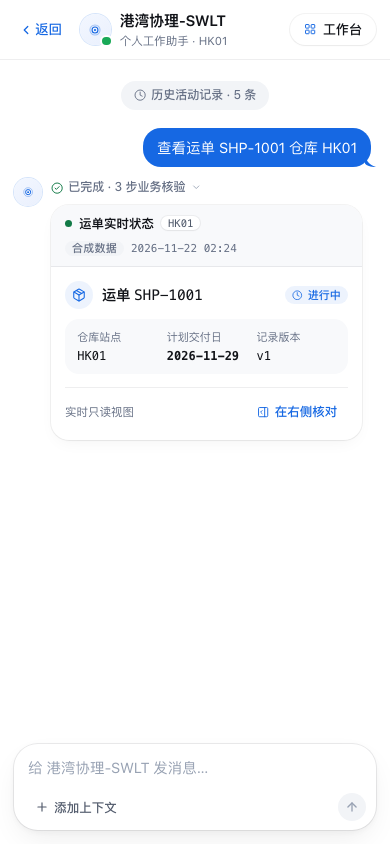 返回
港湾协理-SWLT
个人工作助手 · HK01
工作台
历史活动记录 · 5 条
查看运单 SHP-1001 仓库 HK01
已完成 · 3 步业务核验
运单实时状态 HK01
合成数据 2026-11-22 02:24
运单 SHP-1001
进行中
仓库站点 计划交付日 记录版本
HK01 2026-11-29 v1
实时只读视图
在右侧核对
给 港湾协理-SWLT 发消息...
添加上下文